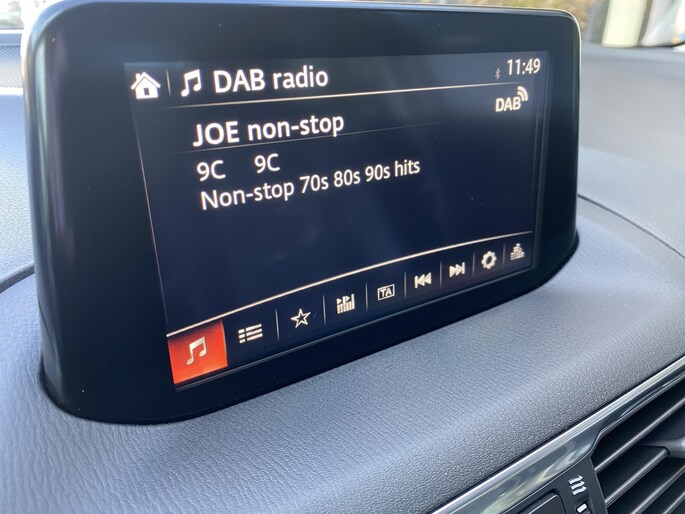 DAB radio
11:49
DAB
JOE non-stop
9C 9C
Non-stop 70s 80s 90s hits
TA